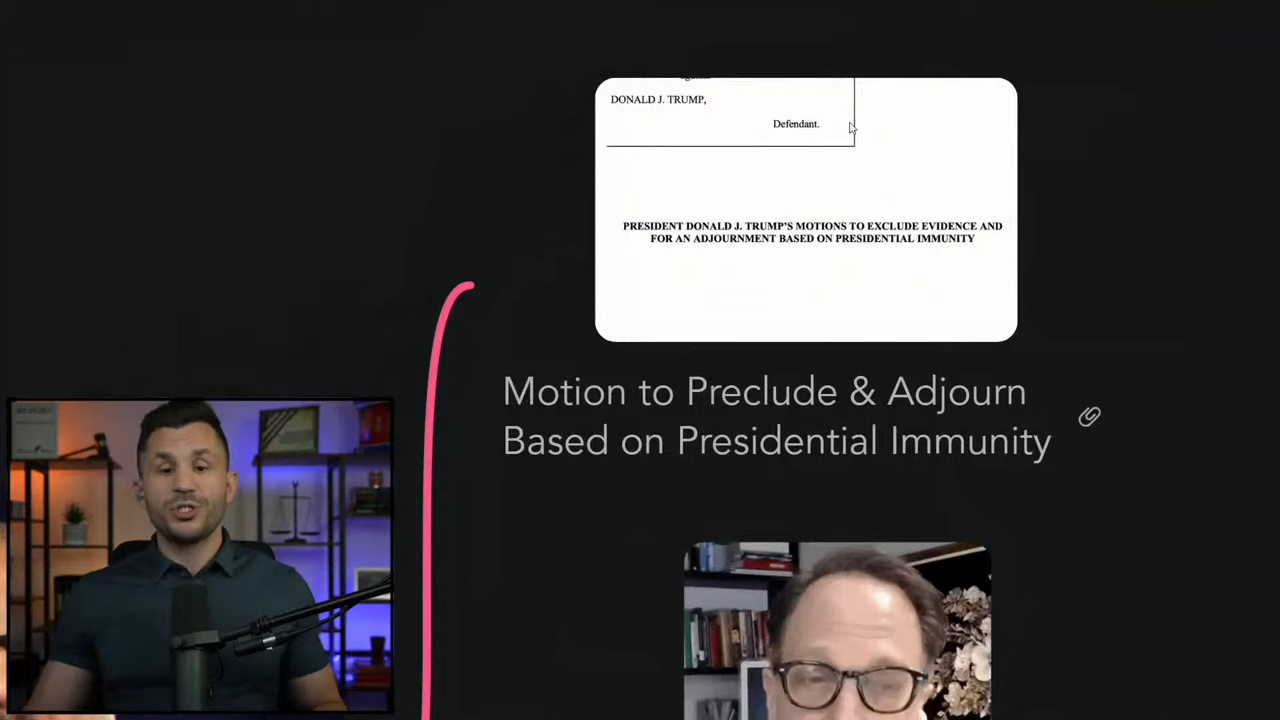 DONALD J. TRUMP,
Defendant.
PRESIDENT DONALD J. TRUMP'S MOTIONS TO EXCLUDE EVIDENCE AND
FOR AN ADJOURNMENT BASED ON PRESIDENTIAL IMMUNITY
Motion to Preclude & Adjourn
Based on Presidential Immunity